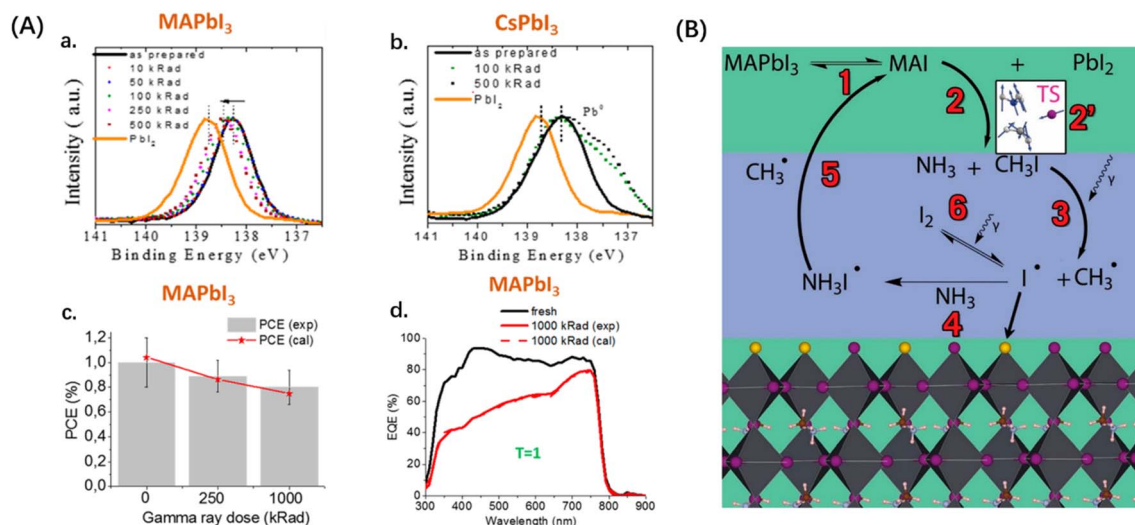 (A)
MAPbI3
a.
as prepared
10 kRad
50 kRad
100 kRad
250 kRad
500 kRad
PbI2
Intensity ( a.u.)
141 140 139 138 137
Binding Energy (eV)
CsPbI3
b.
as prepared
100 kRad
500 kRad
PbI2
Pb0
Intensity ( a.u.)
141 140 139 138 137
Binding Energy (eV)
MAPbI3
c.
PCE (exp)
PCE (cal)
PCE (%)
1,2
1,0
0,8
0,6
0,4
0,2
0,0
0 250 1000
Gamma ray dose (kRad)
MAPbI3
d.
fresh
1000 kRad (exp)
1000 kRad (cal)
EQE (%)
100
80
60
40
20
0
T=1
300 400 500 600 700 800 900
Wavelength (nm)
(B)
MAPbI3 MAI + PbI2
1
2
TS
2'
γ
NH3 + CH3I
CH3•
5
6
3
I2
γ
NH3I• I• + CH3•
NH3
4